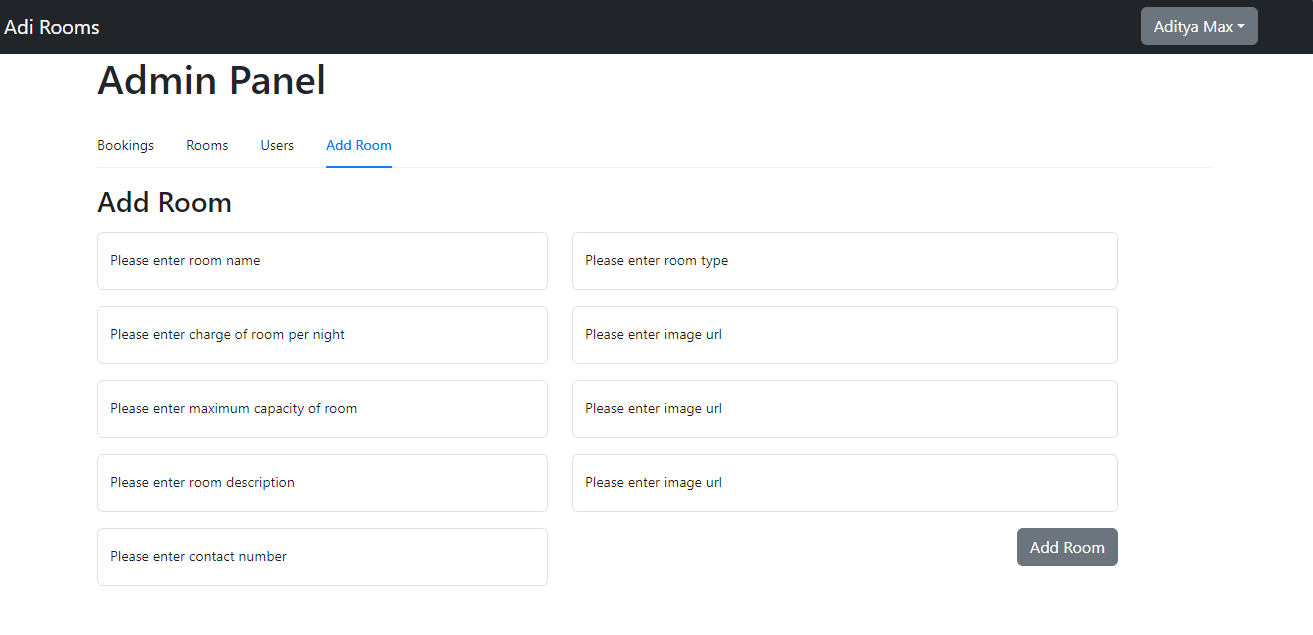 Adi Rooms
Aditya Max
Admin Panel
Bookings
Rooms
Users
Add Room
Add Room
Please enter room name
Please enter room type
Please enter charge of room per night
Please enter image url
Please enter maximum capacity of room
Please enter image url
Please enter room description
Please enter image url
Please enter contact number
Add Room